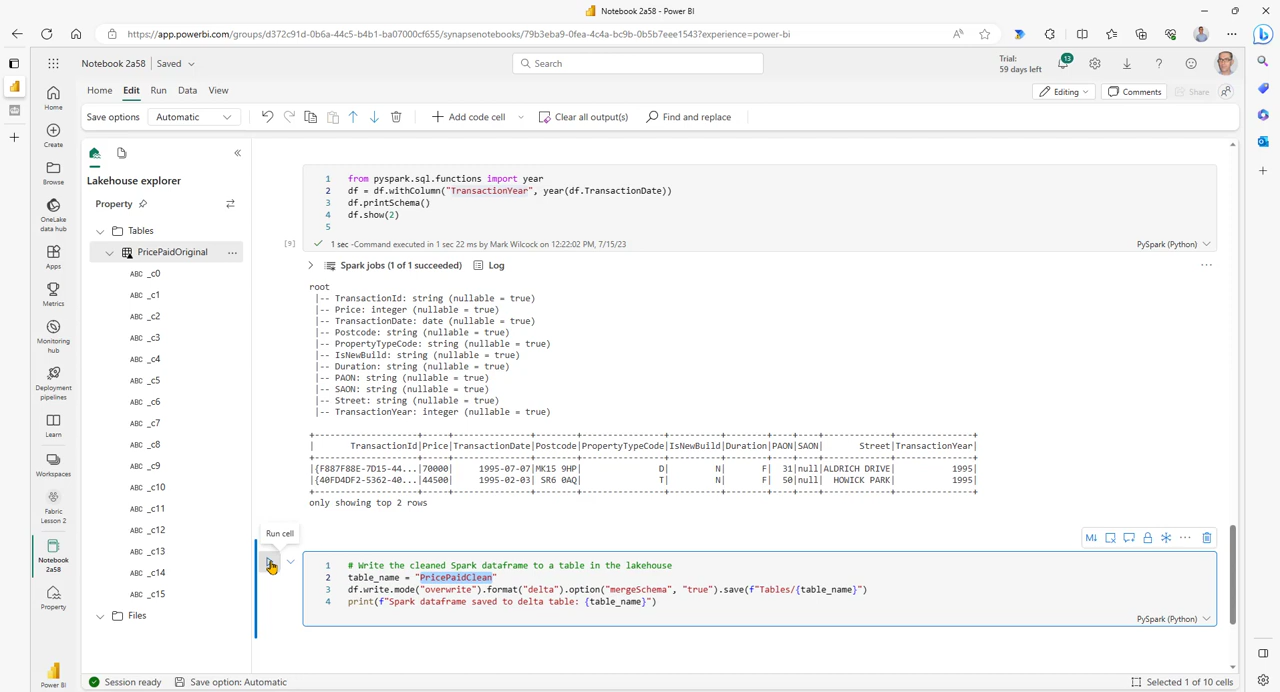 Notebook 2a58 - Power BI
https://app.powerbi.com/groups/d372c91d-0b6a-44c5-b4b1-ba07000cf655/synapsenotebooks/79b3eba9-0fea-4c4a-bc9b-0b5b7eee1543?experience=power-bi
Notebook 2a58 | Saved
Search
Trial:
59 days left
13
Home Edit Run Data View
Editing
Comments
Share
Save options
Automatic
Add code cell
Clear all output(s)
Find and replace
Home
Create
Browse
OneLake
data hub
Apps
Metrics
Monitoring
hub
Deployment
pipelines
Learn
Workspaces
Fabric
Lesson 2
Notebook
2a58
Property
Power BI
Lakehouse explorer
Property
Tables
PricePaidOriginal
ABC _c0
ABC _c1
ABC _c2
ABC _c3
ABC _c4
ABC _c5
ABC _c6
ABC _c7
ABC _c8
ABC _c9
ABC _c10
ABC _c11
ABC _c12
ABC _c13
ABC _c14
ABC _c15
Files
1 from pyspark.sql.functions import year
2 df = df.withColumn("TransactionYear", year(df.TransactionDate))
3 df.printSchema()
4 df.show(2)
5
[9] 1 sec -Command executed in 1 sec 22 ms by Mark Wilcock on 12:22:02 PM, 7/15/23
PySpark (Python)
Spark jobs (1 of 1 succeeded) Log
root
|-- TransactionId: string (nullable = true)
|-- Price: integer (nullable = true)
|-- TransactionDate: date (nullable = true)
|-- Postcode: string (nullable = true)
|-- PropertyTypeCode: string (nullable = true)
|-- IsNewBuild: string (nullable = true)
|-- Duration: string (nullable = true)
|-- PAON: string (nullable = true)
|-- SAON: string (nullable = true)
|-- Street: string (nullable = true)
|-- TransactionYear: integer (nullable = true)
+--------------------+-----+---------------+--------+----------------+----------+--------+----+----+-------------+---------------+
| TransactionId|Price|TransactionDate|Postcode|PropertyTypeCode|IsNewBuild|Duration|PAON|SAON| Street|TransactionYear|
+--------------------+-----+---------------+--------+----------------+----------+--------+----+----+-------------+---------------+
|{F887F88E-7D15-44...|70000| 1995-07-07|MK15 9HP| D| N| F| 31|null|ALDRICH DRIVE| 1995|
|{40FD4DF2-5362-40...|44500| 1995-02-03| SR6 0AQ| T| N| F| 50|null| HOWICK PARK| 1995|
+--------------------+-----+---------------+--------+----------------+----------+--------+----+----+-------------+---------------+
only showing top 2 rows
Run cell
M↓
1 # Write the cleaned Spark dataframe to a table in the lakehouse
2 table_name = "PricePaidClean"
3 df.write.mode("overwrite").format("delta").option("mergeSchema", "true").save(f"Tables/{table_name}")
4 print(f"Spark dataframe saved to delta table: {table_name}")
PySpark (Python)
Session ready
Save option: Automatic
Selected 1 of 10 cells